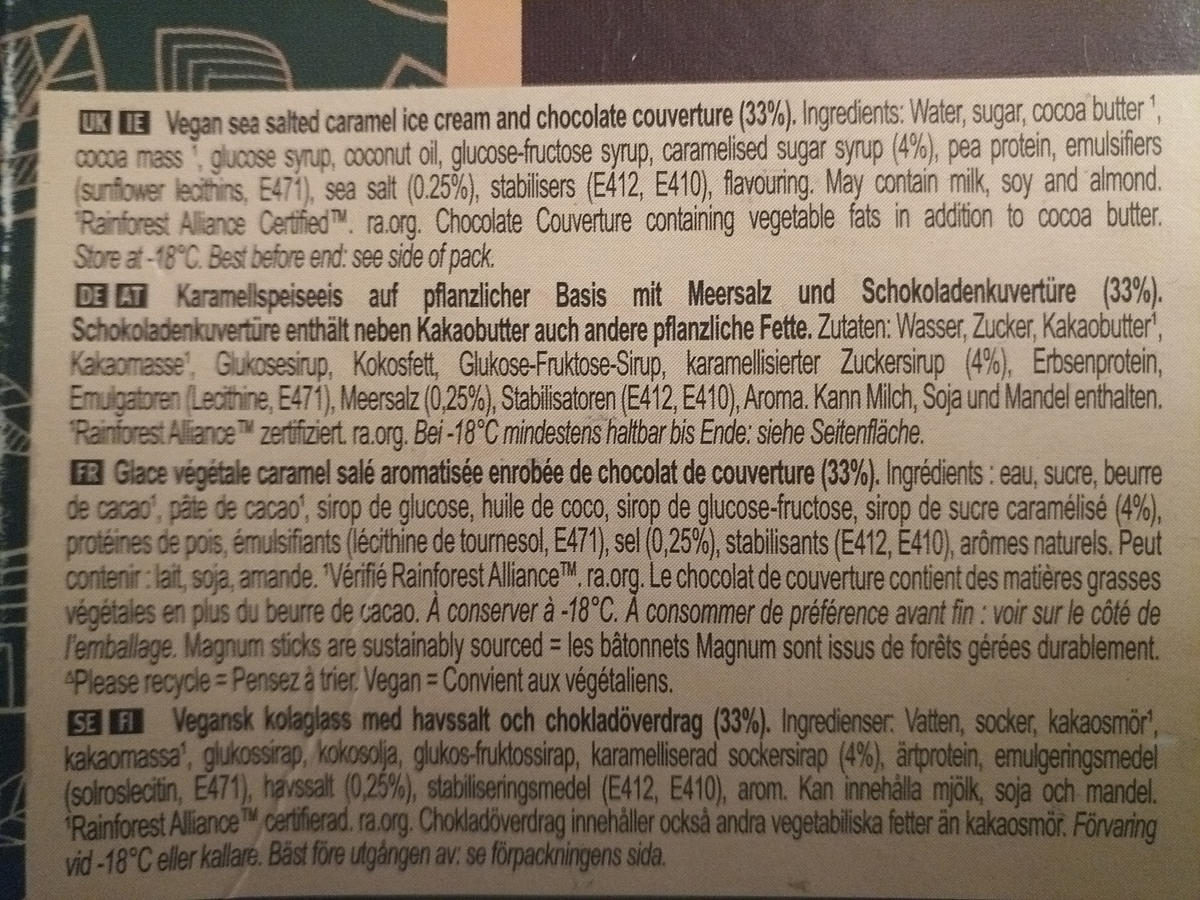 UK IE Vegan sea salted caramel ice cream and chocolate couverture (33%). Ingredients: Water, sugar, cocoa butter ¹,
cocoa mass ¹, glucose syrup, coconut oil, glucose-fructose syrup, caramelised sugar syrup (4%), pea protein, emulsifiers
(sunflower lecithins, E471), sea salt (0.25%), stabilisers (E412, E410), flavouring. May contain milk, soy and almond.
¹Rainforest Alliance Certified™. ra.org. Chocolate Couverture containing vegetable fats in addition to cocoa butter.
Store at -18°C. Best before end: see side of pack.
DE AT Karamellspeiseeis auf pflanzlicher Basis mit Meersalz und Schokoladenkuvertüre (33%).
Schokoladenkuvertüre enthält neben Kakaobutter auch andere pflanzliche Fette. Zutaten: Wasser, Zucker, Kakaobutter¹,
Kakaomasse¹, Glukosesirup, Kokosfett, Glukose-Fruktose-Sirup, karamellisierter Zuckersirup (4%), Erbsenprotein,
Emulgatoren (Lecithine, E471), Meersalz (0,25%), Stabilisatoren (E412, E410), Aroma. Kann Milch, Soja und Mandel enthalten.
¹Rainforest Alliance™ zertifiziert. ra.org. Bei -18°C mindestens haltbar bis Ende: siehe Seitenfläche.
FR Glace végétale caramel salé aromatisée enrobée de chocolat de couverture (33%). Ingrédients : eau, sucre, beurre
de cacao¹, pâte de cacao¹, sirop de glucose, huile de coco, sirop de glucose-fructose, sirop de sucre caramélisé (4%),
protéines de pois, émulsifiants (lécithine de tournesol, E471), sel (0,25%), stabilisants (E412, E410), arômes naturels. Peut
contenir : lait, soja, amande. ¹Vérifié Rainforest Alliance™. ra.org. Le chocolat de couverture contient des matières grasses
végétales en plus du beurre de cacao. À conserver à -18°C. À consommer de préférence avant fin : voir sur le côté de
l'emballage. Magnum sticks are sustainably sourced = les bâtonnets Magnum sont issus de forêts gérées durablement.
ᐃPlease recycle = Pensez à trier. Vegan = Convient aux végétaliens.
SE FI Vegansk kolaglass med havssalt och chokladöverdrag (33%). Ingredienser: Vatten, socker, kakaosmör¹,
kakaomassa¹, glukossirap, kokosolja, glukos-fruktossirap, karamelliserad sockersirap (4%), ärtprotein, emulgeringsmedel
(solroslecitin, E471), havssalt (0,25%), stabiliseringsmedel (E412, E410), arom. Kan innehålla mjölk, soja och mandel.
¹Rainforest Alliance™ certifierad. ra.org. Chokladöverdrag innehåller också andra vegetabiliska fetter än kakaosmör. Förvaring
vid -18°C eller kallare. Bäst före utgången av: se förpackningens sida.